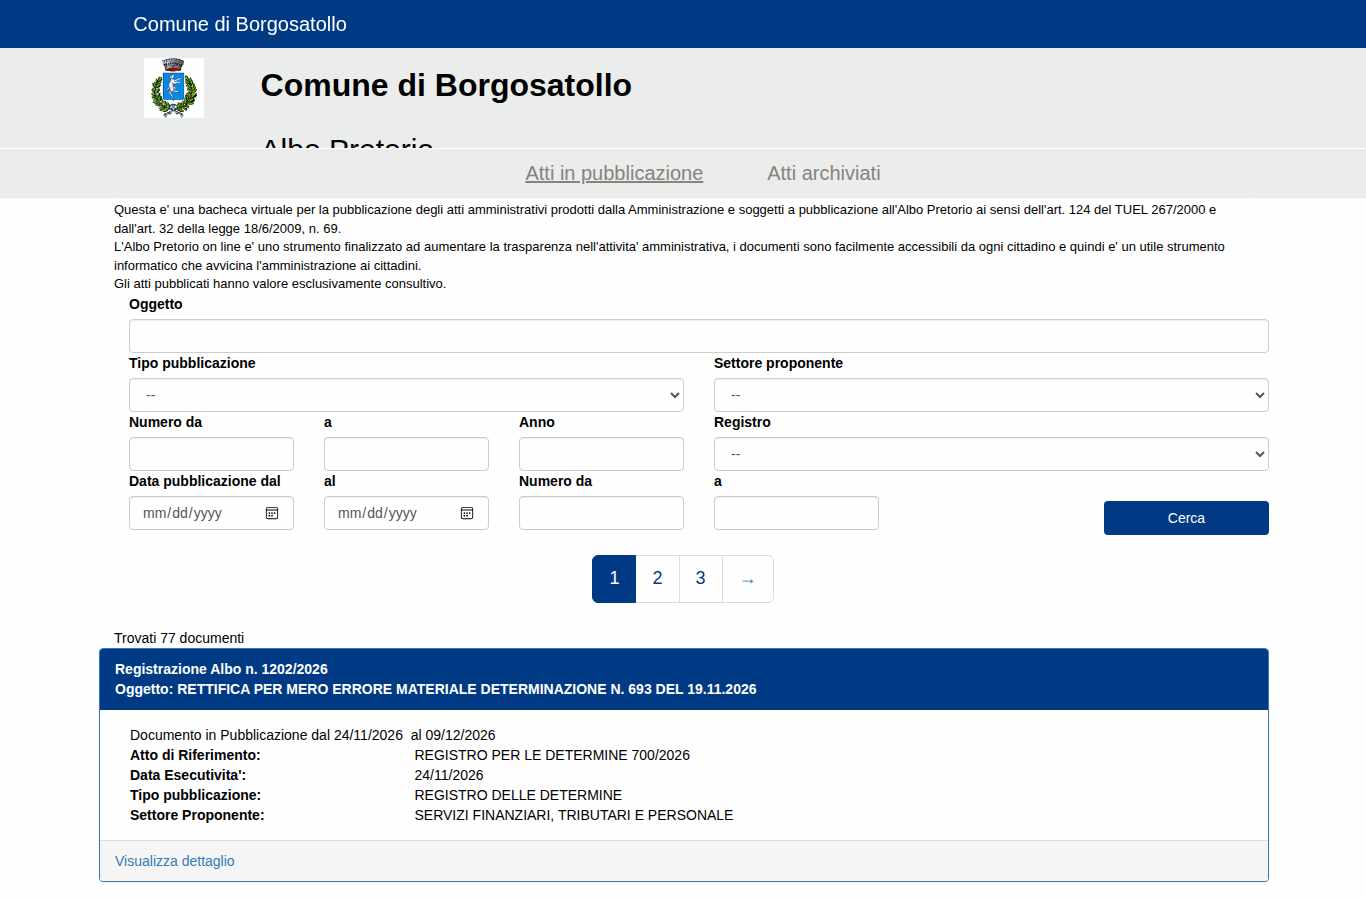 Comune di Borgosatollo
Comune di Borgosatollo
Albo Pretorio
Atti in pubblicazione Atti archiviati
Questa e' una bacheca virtuale per la pubblicazione degli atti amministrativi prodotti dalla Amministrazione e soggetti a pubblicazione all'Albo Pretorio ai sensi dell'art. 124 del TUEL 267/2000 e
dall'art. 32 della legge 18/6/2009, n. 69.
L'Albo Pretorio on line e' uno strumento finalizzato ad aumentare la trasparenza nell'attivita' amministrativa, i documenti sono facilmente accessibili da ogni cittadino e quindi e' un utile strumento
informatico che avvicina l'amministrazione ai cittadini.
Gli atti pubblicati hanno valore esclusivamente consultivo.
Oggetto
Tipo pubblicazione Settore proponente
-- --
Numero da a Anno Registro
--
Data pubblicazione dal al Numero da a
mm/dd/yyyy mm/dd/yyyy Cerca
1 2 3 →
Trovati 77 documenti
Registrazione Albo n. 1202/2026
Oggetto: RETTIFICA PER MERO ERRORE MATERIALE DETERMINAZIONE N. 693 DEL 19.11.2026
Documento in Pubblicazione dal 24/11/2026 al 09/12/2026
Atto di Riferimento: REGISTRO PER LE DETERMINE 700/2026
Data Esecutivita': 24/11/2026
Tipo pubblicazione: REGISTRO DELLE DETERMINE
Settore Proponente: SERVIZI FINANZIARI, TRIBUTARI E PERSONALE
Visualizza dettaglio